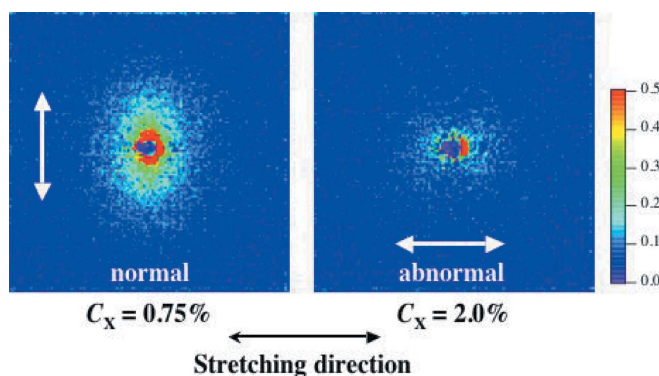 normal
abnormal
0.5
0.4
0.3
0.2
0.1
0.0
C_X = 0.75%
C_X = 2.0%
Stretching direction